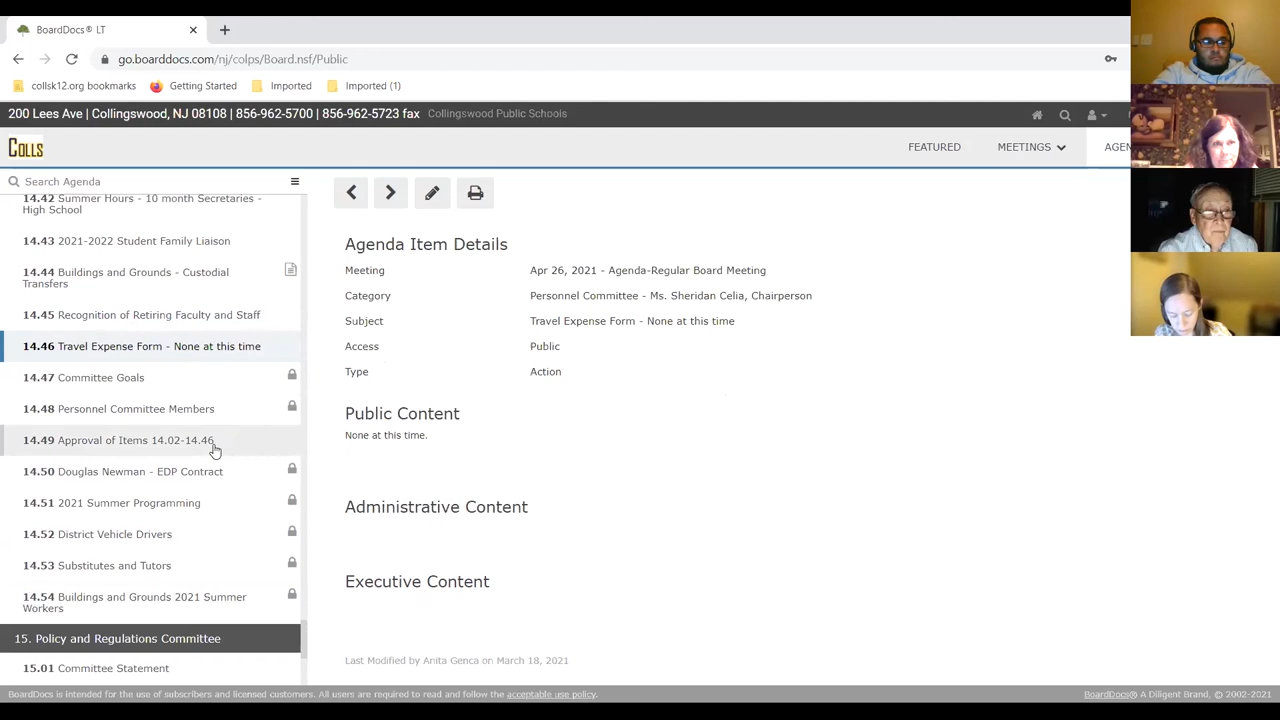 BoardDocs® LT
go.boarddocs.com/nj/colps/Board.nsf/Public
collsk12.org bookmarks
Getting Started
Imported
Imported (1)
200 Lees Ave | Collingswood, NJ 08108 | 856-962-5700 | 856-962-5723 fax
Collingswood Public Schools
COLLS
FEATURED
MEETINGS
AGEN
Search Agenda
14.42 Summer Hours - 10 month Secretaries -
High School
14.43 2021-2022 Student Family Liaison
14.44 Buildings and Grounds - Custodial
Transfers
14.45 Recognition of Retiring Faculty and Staff
14.46 Travel Expense Form - None at this time
14.47 Committee Goals
14.48 Personnel Committee Members
14.49 Approval of Items 14.02-14.46
14.50 Douglas Newman - EDP Contract
14.51 2021 Summer Programming
14.52 District Vehicle Drivers
14.53 Substitutes and Tutors
14.54 Buildings and Grounds 2021 Summer
Workers
15. Policy and Regulations Committee
15.01 Committee Statement
Agenda Item Details
Meeting Apr 26, 2021 - Agenda-Regular Board Meeting
Category Personnel Committee - Ms. Sheridan Celia, Chairperson
Subject Travel Expense Form - None at this time
Access Public
Type Action
Public Content
None at this time.
Administrative Content
Executive Content
Last Modified by Anita Genca on March 18, 2021
BoardDocs is intended for the use of subscribers and licensed customers. All users are required to read and follow the acceptable use policy.
BoardDocs® A Diligent Brand, © 2002-2021